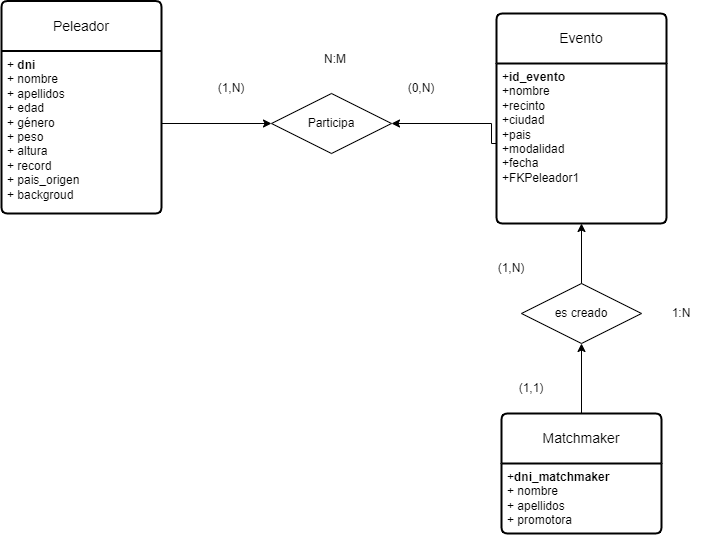 Peleador
+ dni
+ nombre
+ apellidos
+ edad
+ género
+ peso
+ altura
+ record
+ pais_origen
+ backgroud
(1,N)
N:M
Participa
(0,N)
Evento
+id_evento
+nombre
+recinto
+ciudad
+pais
+modalidad
+fecha
+FKPeleador1
(1,N)
es creado
1:N
(1,1)
Matchmaker
+dni_matchmaker
+ nombre
+ apellidos
+ promotora